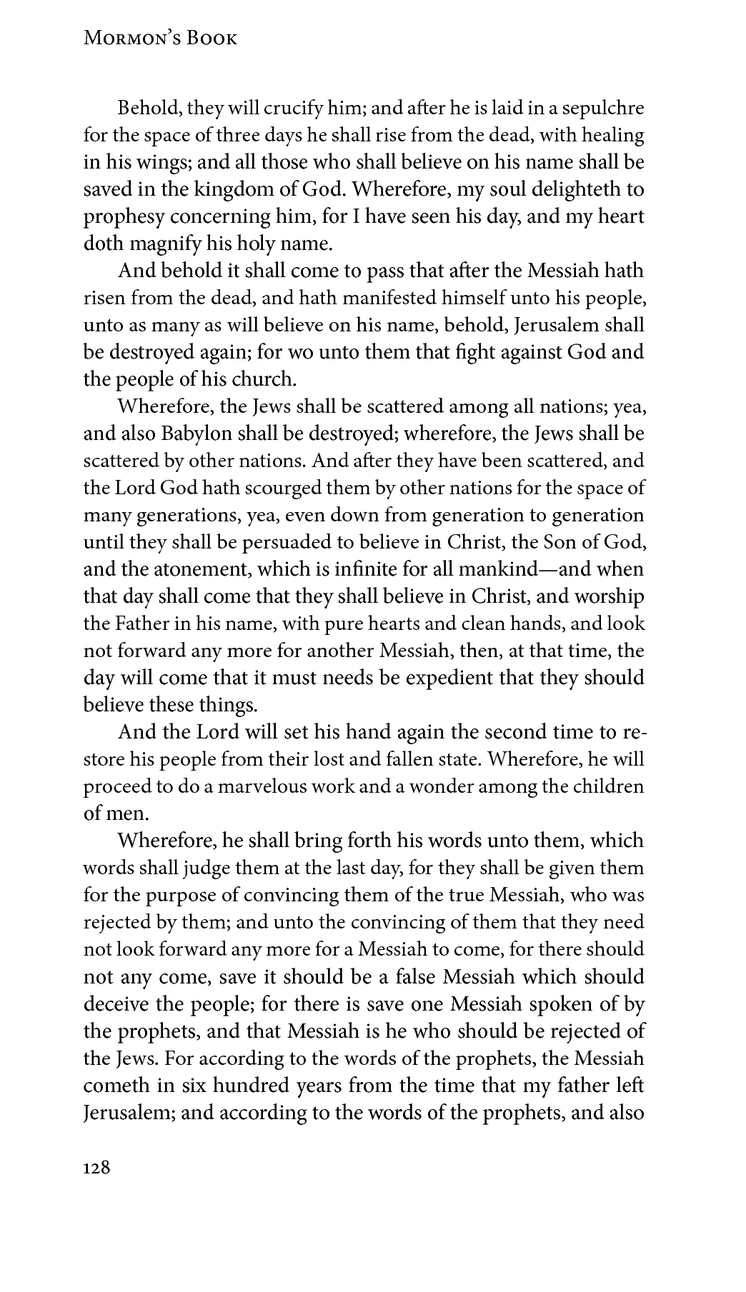 Mormon’s Book
Behold, they will crucify him; and after he is laid in a sepulchre
for the space of three days he shall rise from the dead, with healing
in his wings; and all those who shall believe on his name shall be
saved in the kingdom of God. Wherefore, my soul delighteth to
prophesy concerning him, for I have seen his day, and my heart
doth magnify his holy name.
And behold it shall come to pass that after the Messiah hath
risen from the dead, and hath manifested himself unto his people,
unto as many as will believe on his name, behold, Jerusalem shall
be destroyed again; for wo unto them that fight against God and
the people of his church.
Wherefore, the Jews shall be scattered among all nations; yea,
and also Babylon shall be destroyed; wherefore, the Jews shall be
scattered by other nations. And after they have been scattered, and
the Lord God hath scourged them by other nations for the space of
many generations, yea, even down from generation to generation
until they shall be persuaded to believe in Christ, the Son of God,
and the atonement, which is infinite for all mankind—and when
that day shall come that they shall believe in Christ, and worship
the Father in his name, with pure hearts and clean hands, and look
not forward any more for another Messiah, then, at that time, the
day will come that it must needs be expedient that they should
believe these things.
And the Lord will set his hand again the second time to re-
store his people from their lost and fallen state. Wherefore, he will
proceed to do a marvelous work and a wonder among the children
of men.
Wherefore, he shall bring forth his words unto them, which
words shall judge them at the last day, for they shall be given them
for the purpose of convincing them of the true Messiah, who was
rejected by them; and unto the convincing of them that they need
not look forward any more for a Messiah to come, for there should
not any come, save it should be a false Messiah which should
deceive the people; for there is save one Messiah spoken of by
the prophets, and that Messiah is he who should be rejected of
the Jews. For according to the words of the prophets, the Messiah
cometh in six hundred years from the time that my father left
Jerusalem; and according to the words of the prophets, and also
128